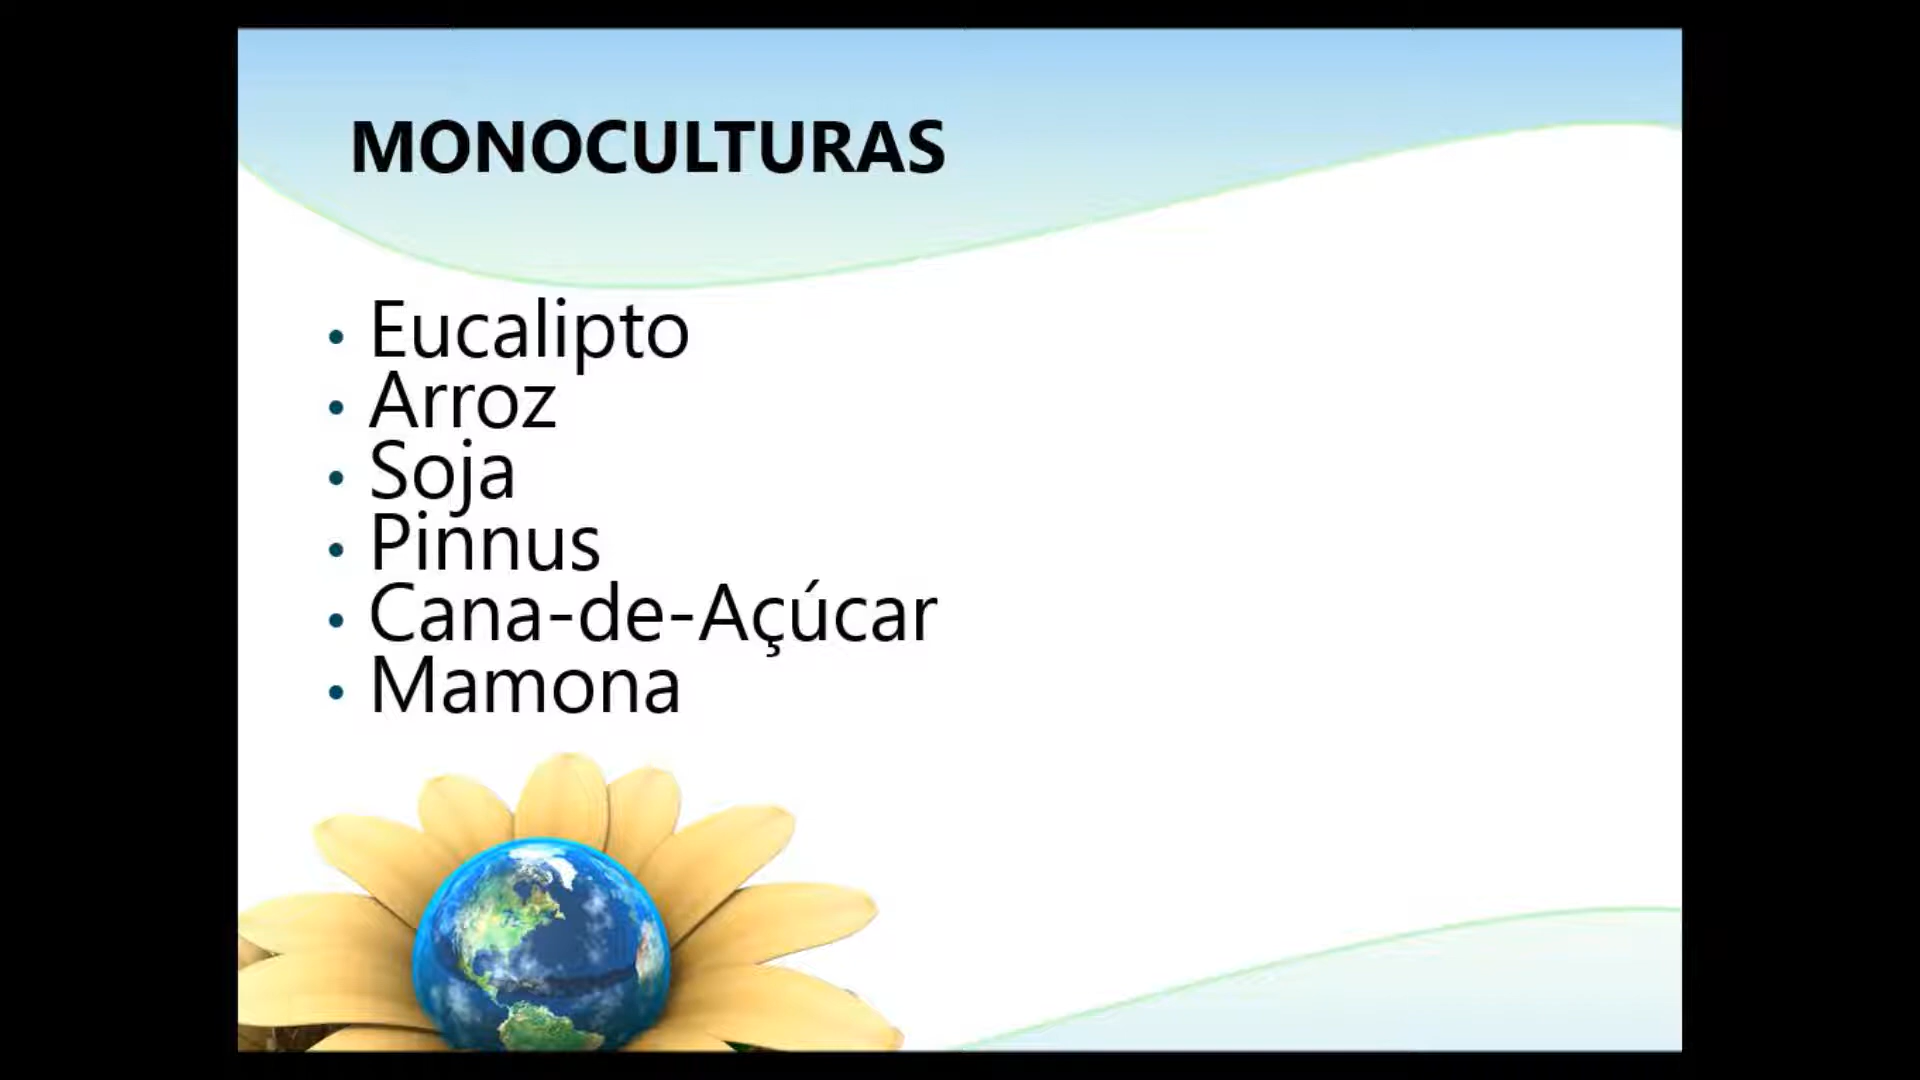 MONOCULTURAS
• Eucalipto
• Arroz
• Soja
• Pinnus
• Cana-de-Açúcar
• Mamona